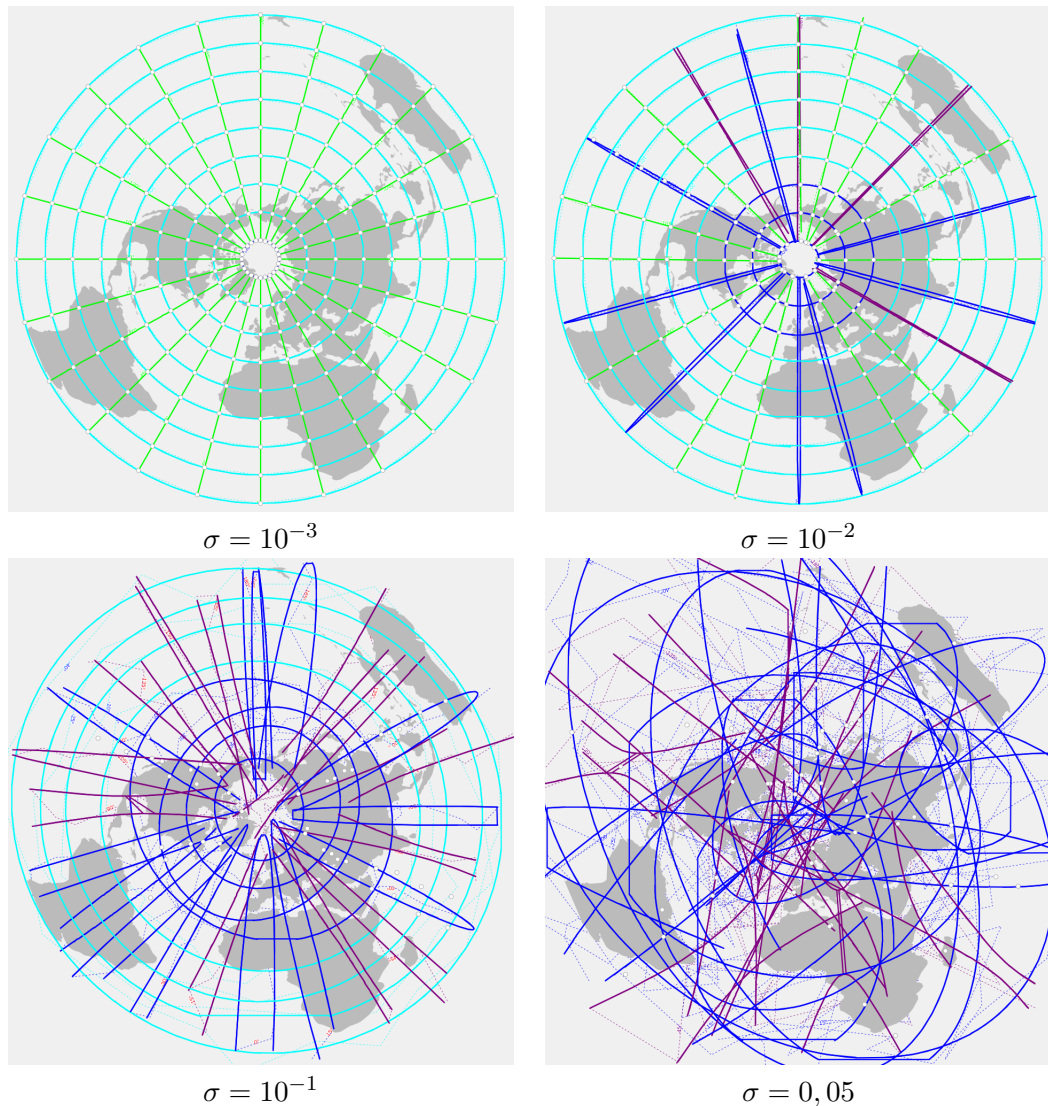 σ = 10⁻³
σ = 10⁻²
σ = 10⁻¹
σ = 0, 05